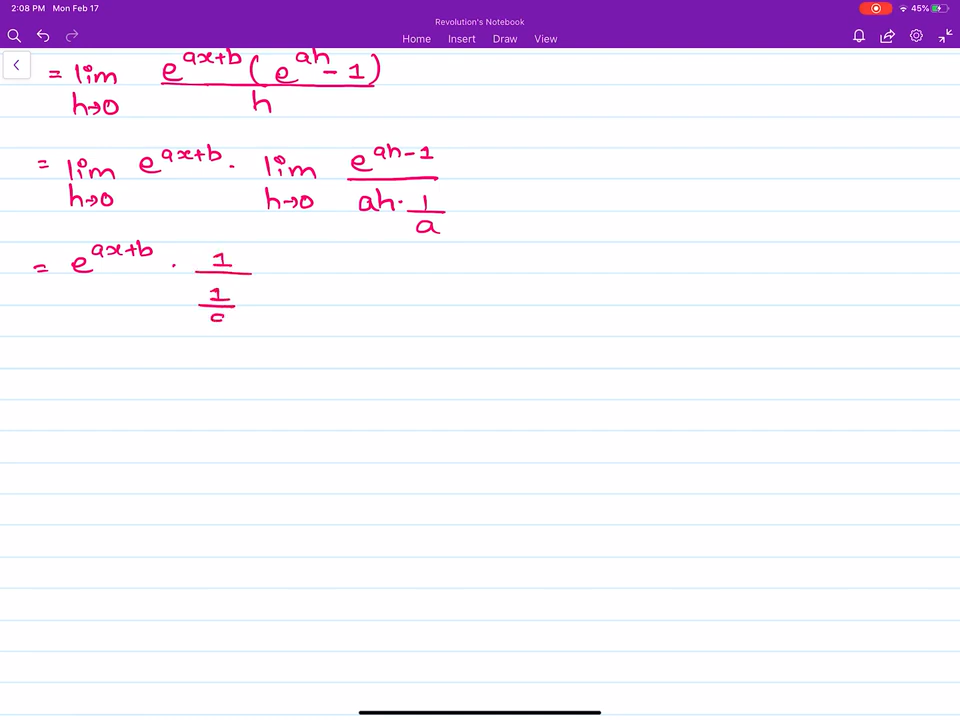 2:08 PM Mon Feb 17
45%
Revolution's Notebook
Home Insert Draw View
= lim e^(ax+b) ( e^(ah) - 1 )
h→0 h
= lim e^(ax+b) . lim e^(ah) - 1
h→0 h→0 ah . 1
a
= e^(ax+b) . 1
1